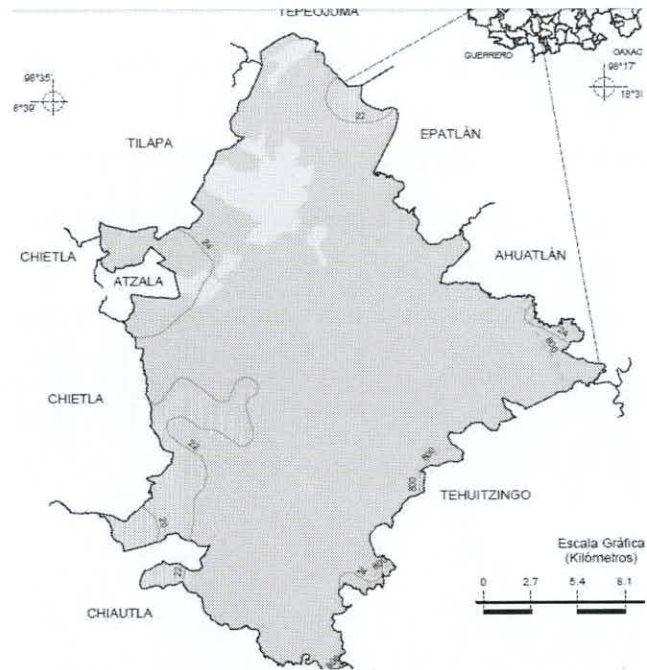 TEPEOJUMA
GUERRERO
OAXAC
98°35'
8°39'
98°17'
18°3
TILAPA
22
EPATLÁN
CHIETLA
24
ATZALA
AHUATLÁN
24
800
CHIETLA
22
800
800
TEHUITZINGO
20
22
24
CHIAUTLA
Escala Gráfica
(Kilómetros)
0 2.7 5.4 8.1